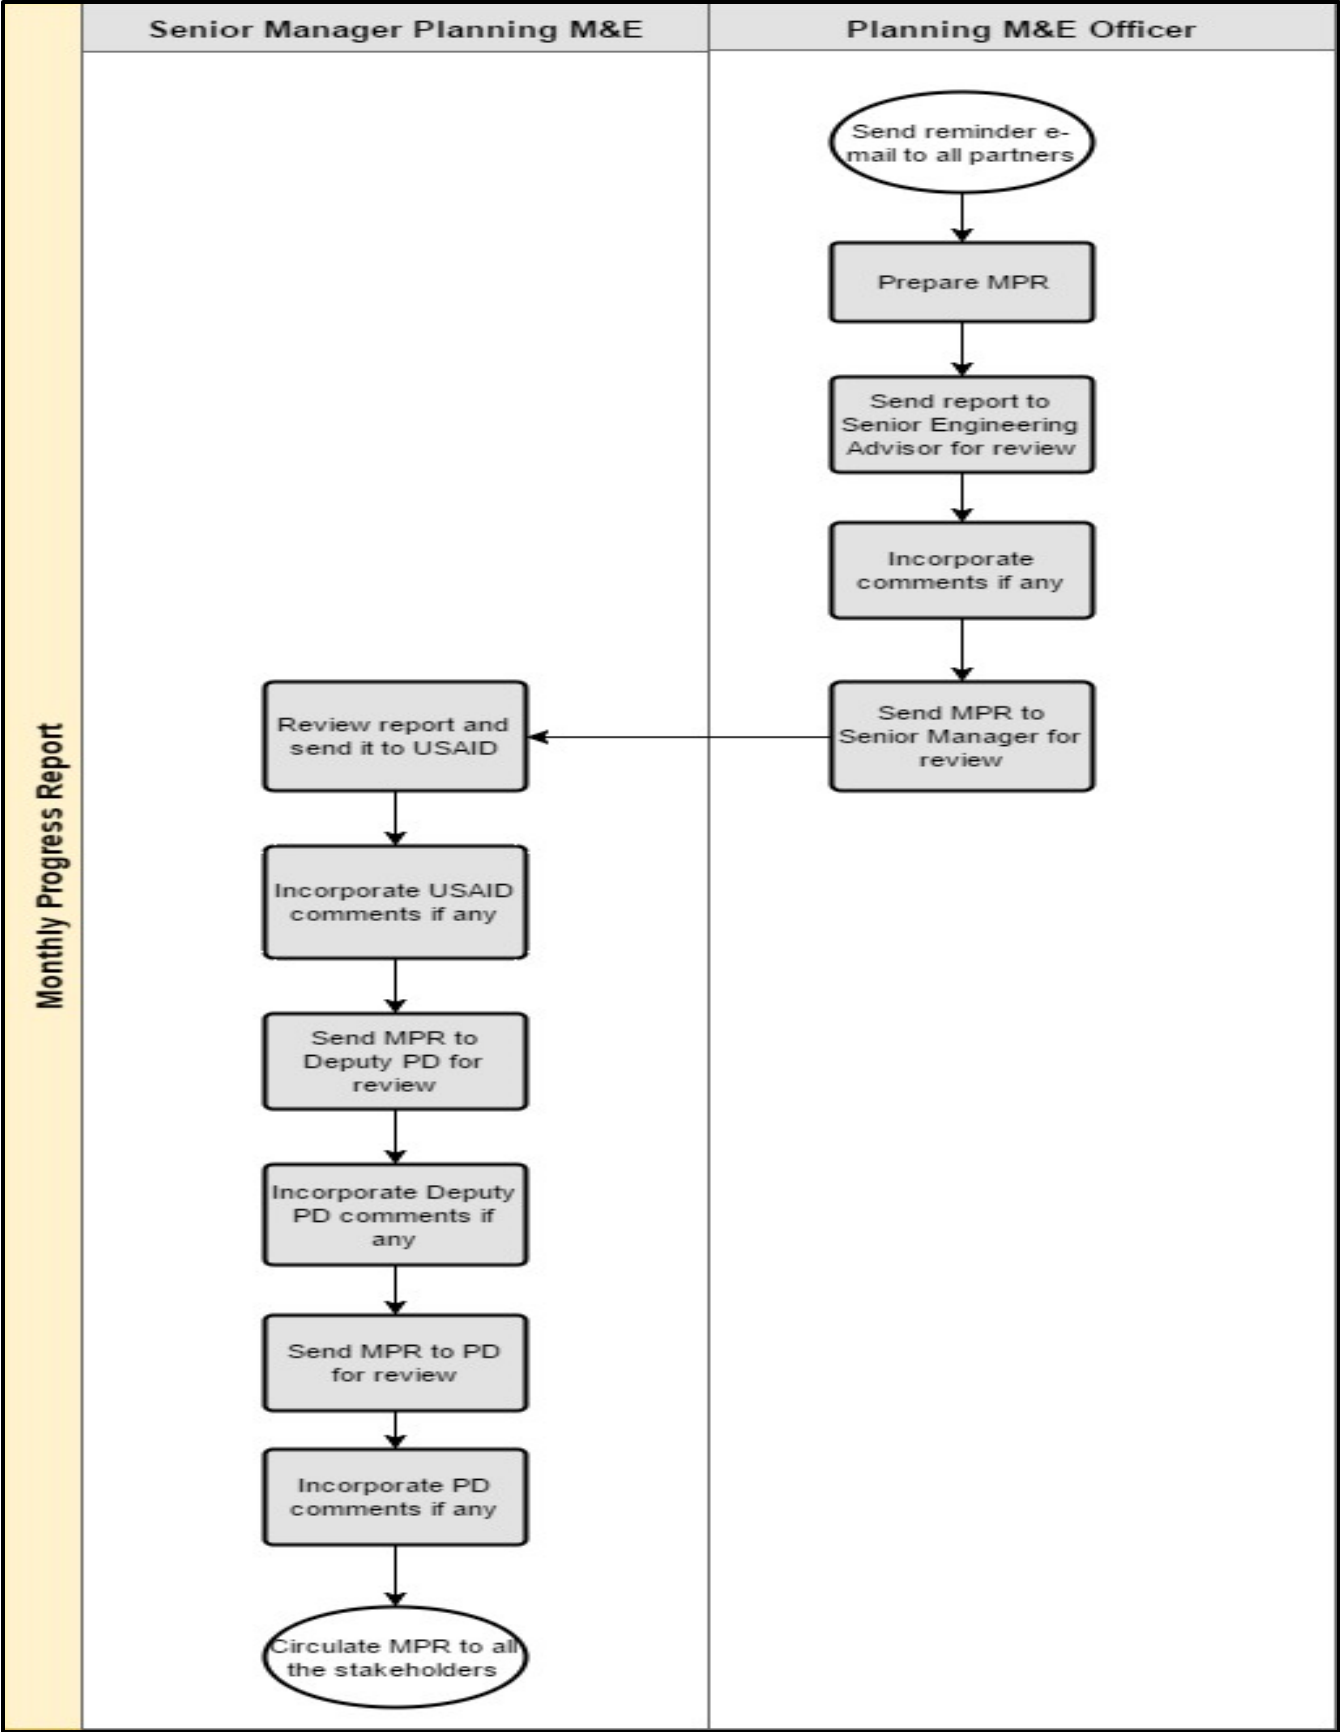 Senior Manager Planning M&E
Planning M&E Officer
Monthly Progress Report
Send reminder e-
mail to all partners
Prepare MPR
Send report to
Senior Engineering
Advisor for review
Incorporate
comments if any
Send MPR to
Senior Manager for
review
Review report and
send it to USAID
Incorporate USAID
comments if any
Send MPR to
Deputy PD for
review
Incorporate Deputy
PD comments if
any
Send MPR to PD
for review
Incorporate PD
comments if any
Circulate MPR to all
the stakeholders